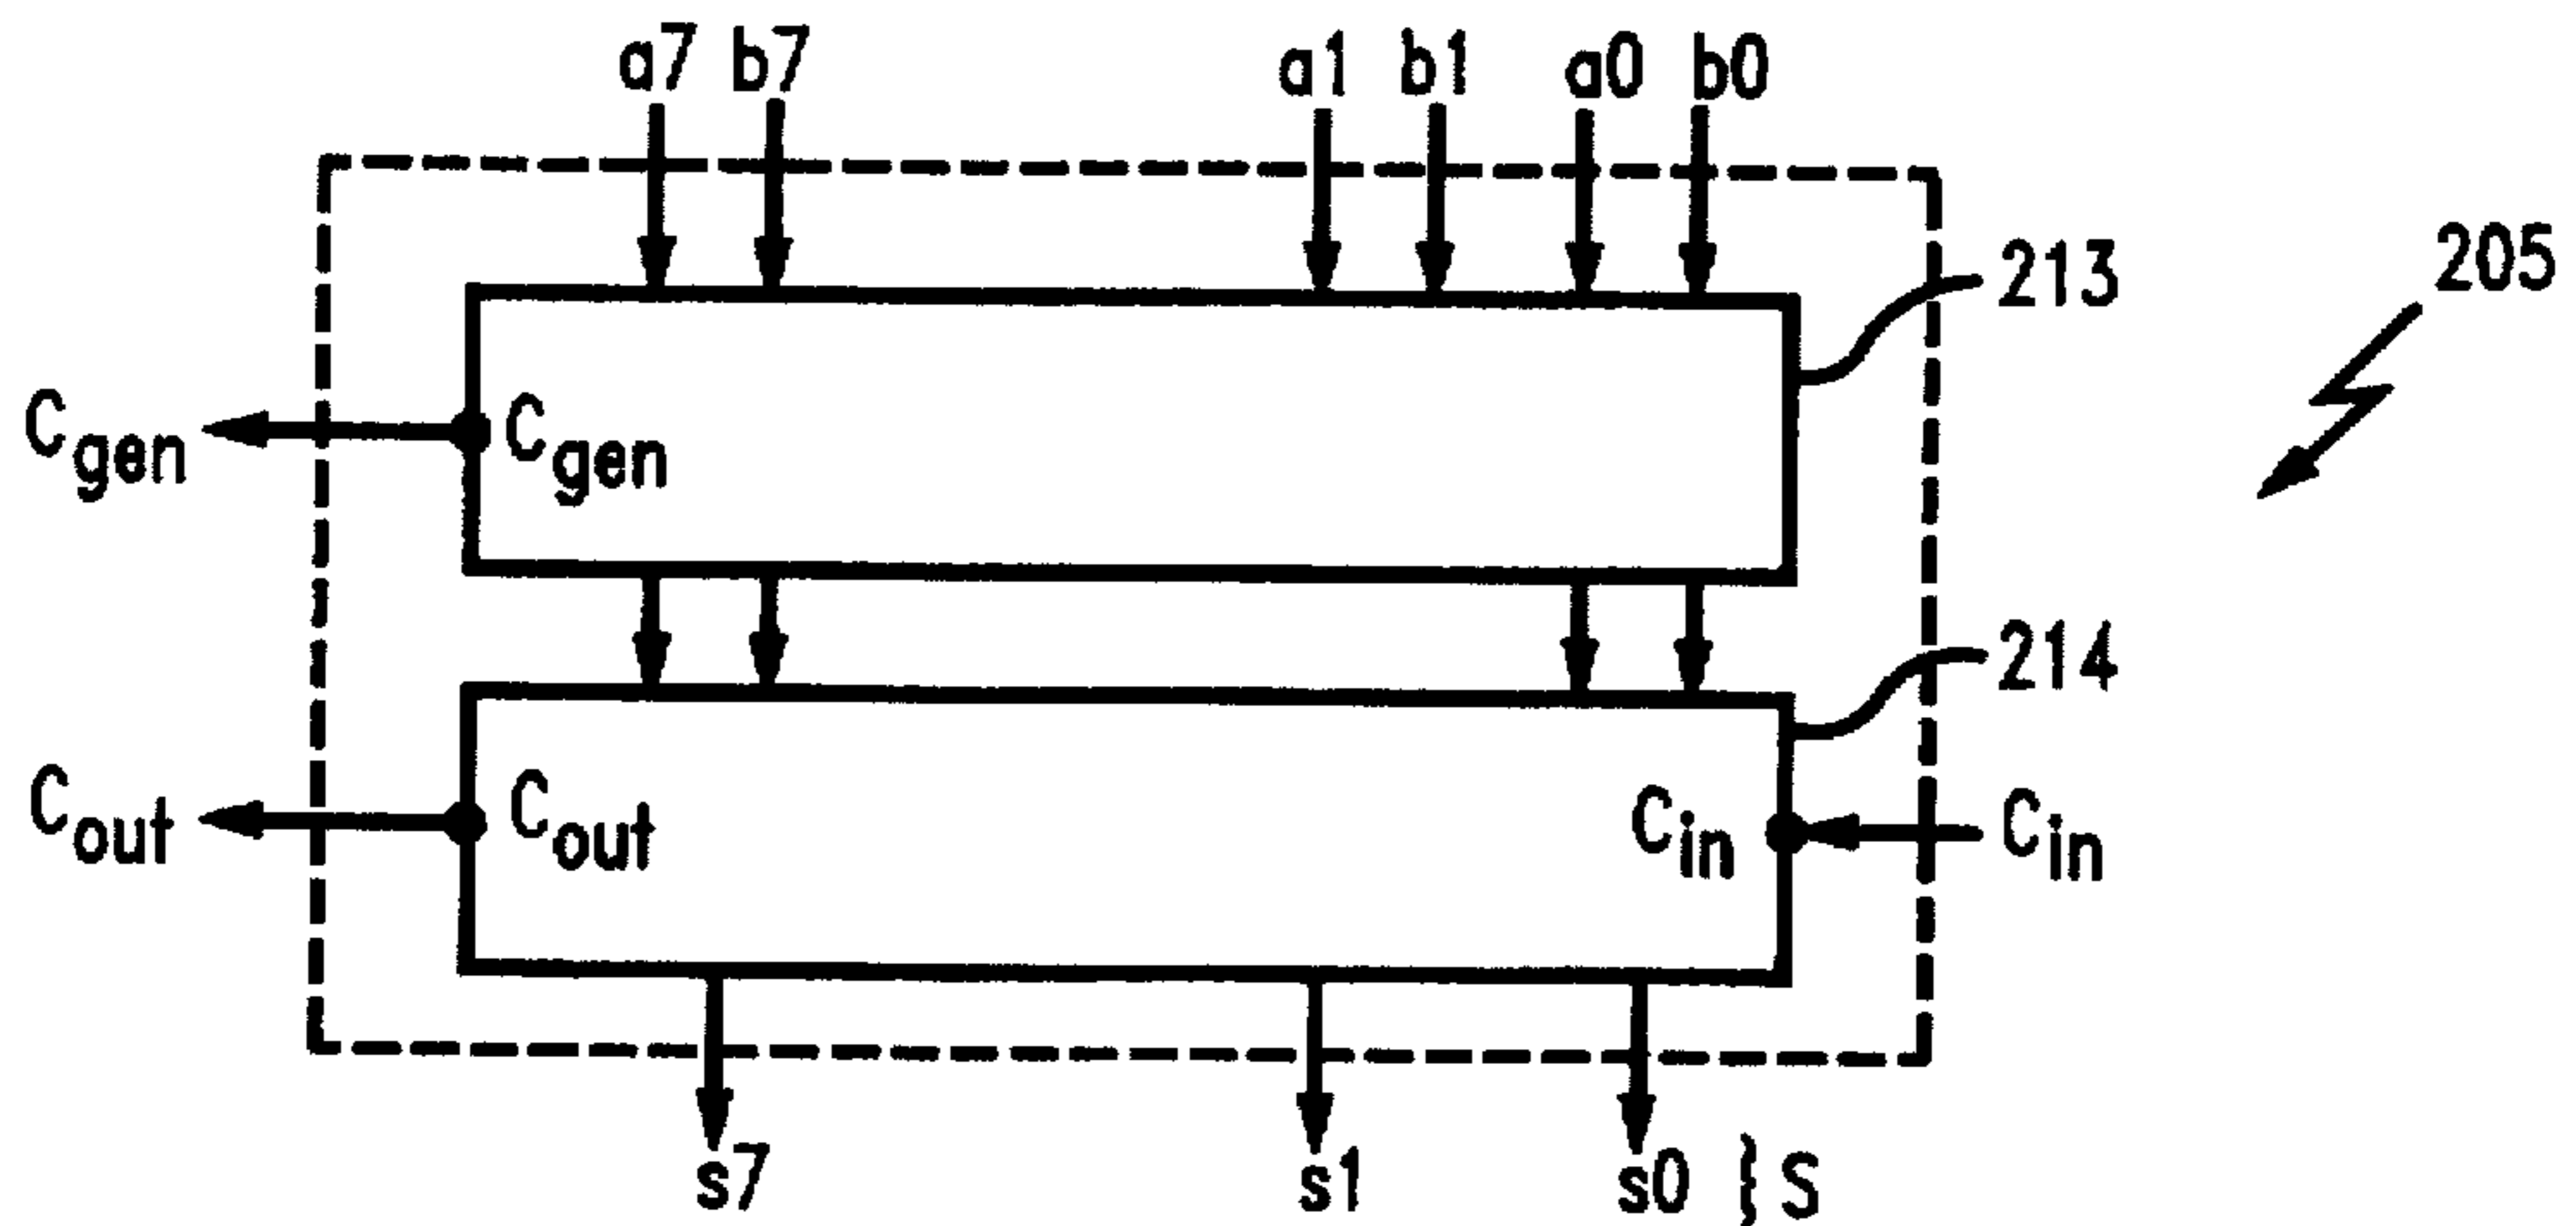 a7 b7 a1 b1 a0 b0
213
205
Cgen Cgen
214
Cout Cout Cin Cin
s7 s1 s0 } S